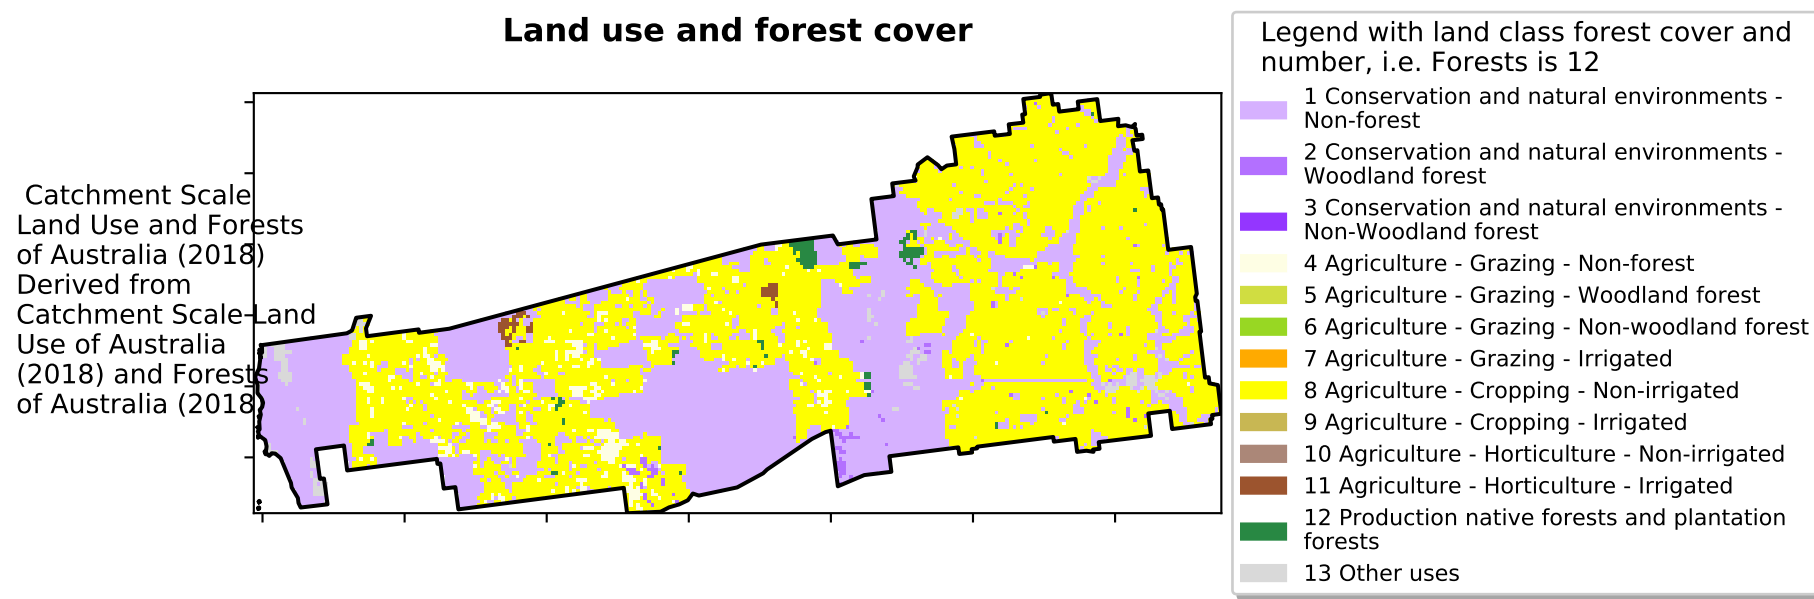 Land use and forest cover
Catchment Scale
Land Use and Forests
of Australia (2018)
Derived from
Catchment Scale Land
Use of Australia
(2018) and Forests
of Australia (2018
Legend with land class forest cover and
number, i.e. Forests is 12
1 Conservation and natural environments -
Non-forest
2 Conservation and natural environments -
Woodland forest
3 Conservation and natural environments -
Non-Woodland forest
4 Agriculture - Grazing - Non-forest
5 Agriculture - Grazing - Woodland forest
6 Agriculture - Grazing - Non-woodland forest
7 Agriculture - Grazing - Irrigated
8 Agriculture - Cropping - Non-irrigated
9 Agriculture - Cropping - Irrigated
10 Agriculture - Horticulture - Non-irrigated
11 Agriculture - Horticulture - Irrigated
12 Production native forests and plantation
forests
13 Other uses